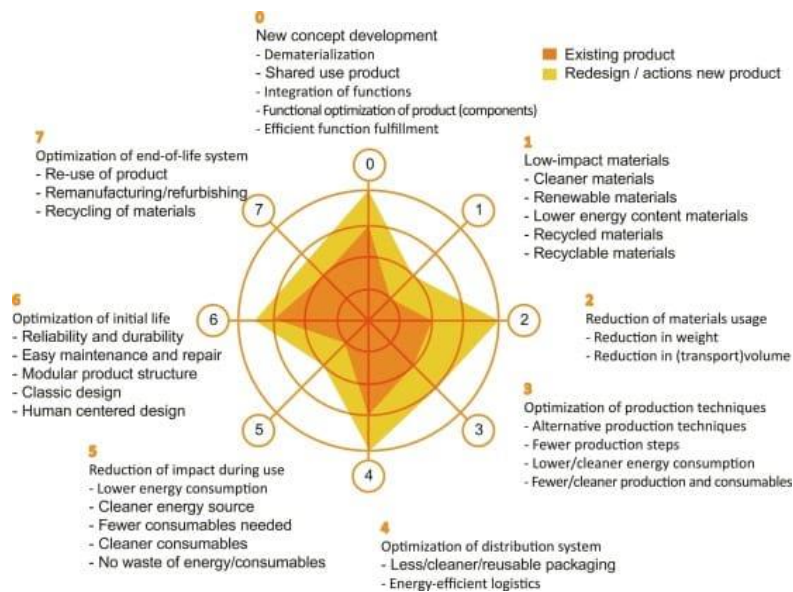 0
New concept development
- Dematerialization
- Shared use product
- Integration of functions
- Functional optimization of product (components)
- Efficient function fulfillment
Existing product
Redesign / actions new product
7
Optimization of end-of-life system
- Re-use of product
- Remanufacturing/refurbishing
- Recycling of materials
1
Low-impact materials
- Cleaner materials
- Renewable materials
- Lower energy content materials
- Recycled materials
- Recyclable materials
0
7
1
6
2
5
3
4
6
Optimization of initial life
- Reliability and durability
- Easy maintenance and repair
- Modular product structure
- Classic design
- Human centered design
2
Reduction of materials usage
- Reduction in weight
- Reduction in (transport)volume
3
Optimization of production techniques
- Alternative production techniques
- Fewer production steps
- Lower/cleaner energy consumption
- Fewer/cleaner production and consumables
5
Reduction of impact during use
- Lower energy consumption
- Cleaner energy source
- Fewer consumables needed
- Cleaner consumables
- No waste of energy/consumables
4
Optimization of distribution system
- Less/cleaner/reusable packaging
- Energy-efficient logistics